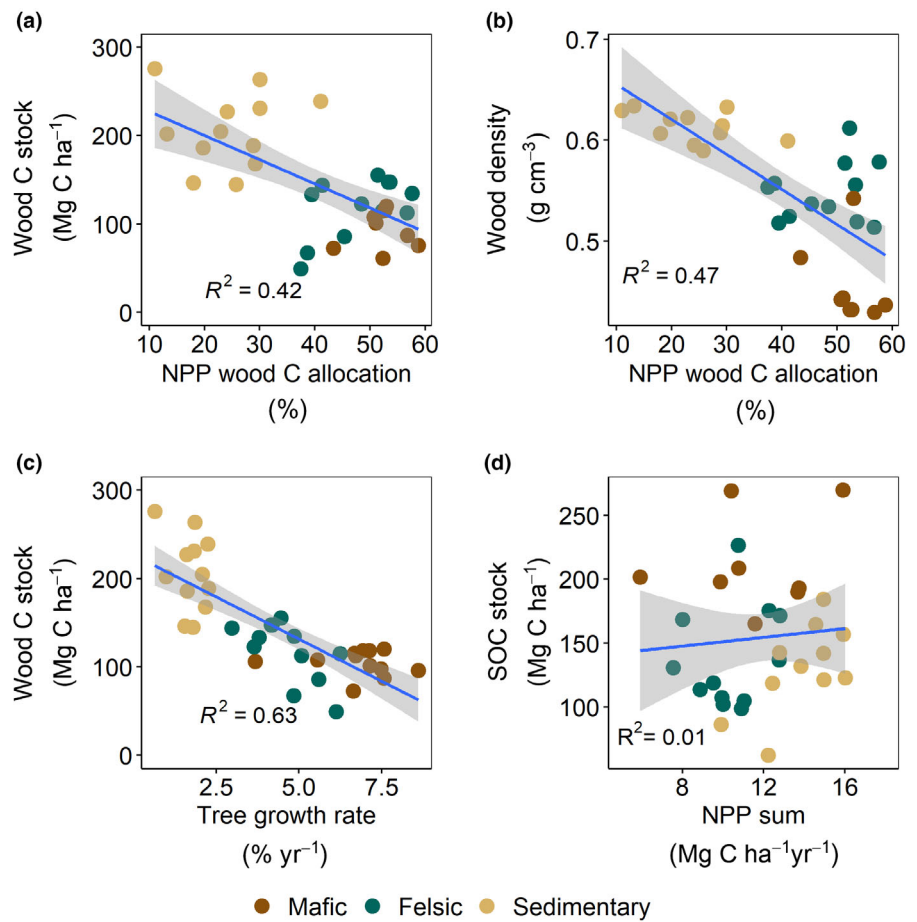 (a)
300
200
100
0
Wood C stock
(Mg C ha⁻¹)
R² = 0.42
10 20 30 40 50 60
NPP wood C allocation
(%)
(b)
0.7
0.6
0.5
Wood density
(g cm⁻³)
R² = 0.47
10 20 30 40 50 60
NPP wood C allocation
(%)
(c)
300
200
100
0
Wood C stock
(Mg C ha⁻¹)
R² = 0.63
2.5 5.0 7.5
Tree growth rate
(% yr⁻¹)
(d)
250
200
150
100
SOC stock
(Mg C ha⁻¹)
R²= 0.01
8 12 16
NPP sum
(Mg C ha⁻¹yr⁻¹)
Mafic Felsic Sedimentary